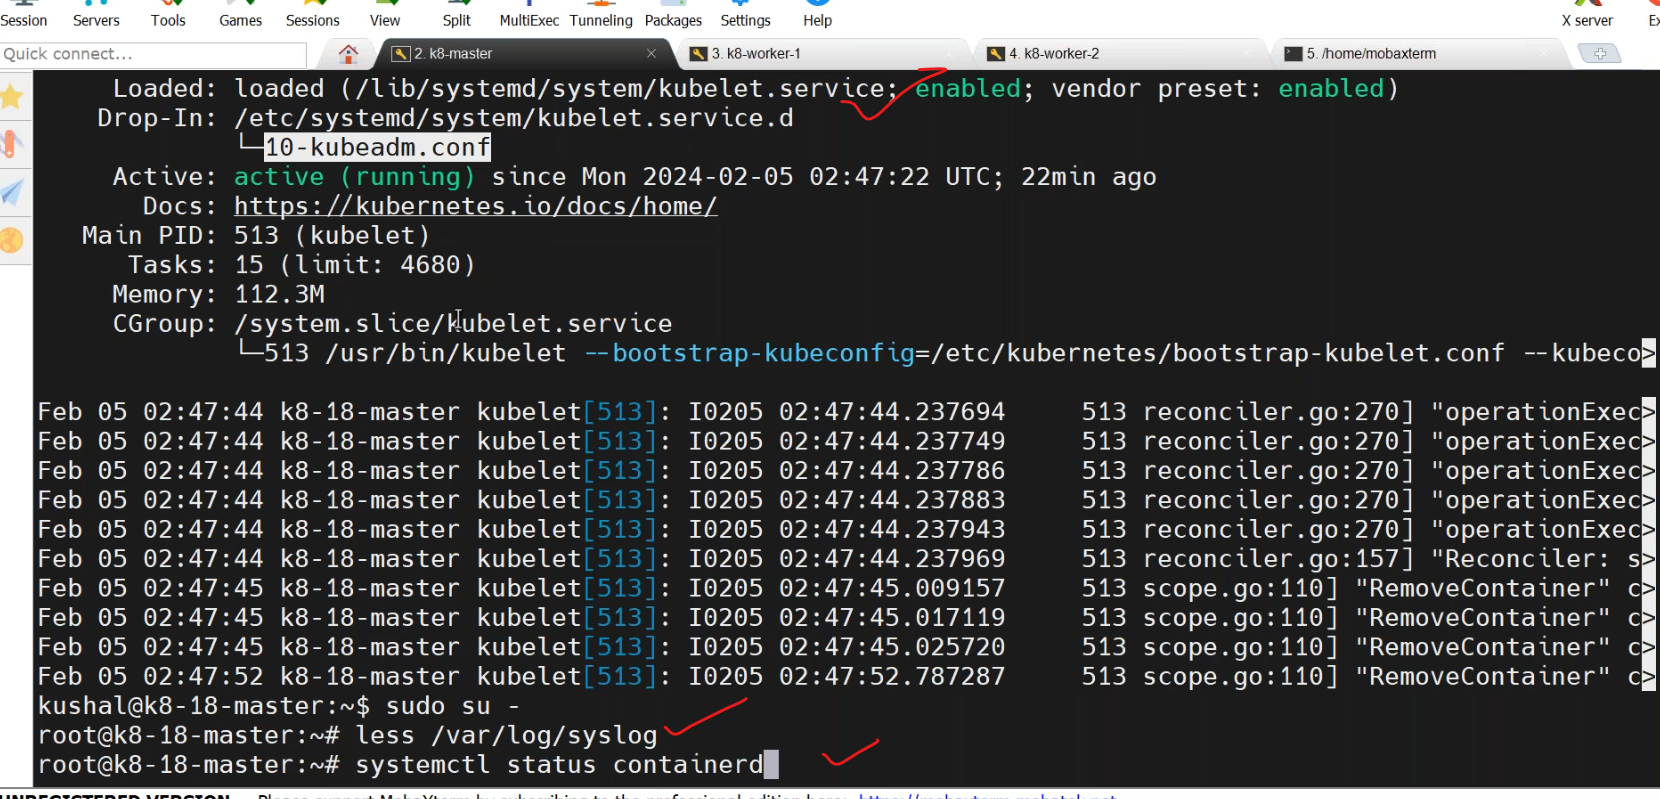 Session Servers Tools Games Sessions View Split MultiExec Tunneling Packages Settings Help X server
Quick connect... 2. k8-master 3. k8-worker-1 4. k8-worker-2 5. /home/mobaxterm
Loaded: loaded (/lib/systemd/system/kubelet.service; enabled; vendor preset: enabled)
Drop-In: /etc/systemd/system/kubelet.service.d
└─10-kubeadm.conf
Active: active (running) since Mon 2024-02-05 02:47:22 UTC; 22min ago
Docs: https://kubernetes.io/docs/home/
Main PID: 513 (kubelet)
Tasks: 15 (limit: 4680)
Memory: 112.3M
CGroup: /system.slice/kubelet.service
└─513 /usr/bin/kubelet --bootstrap-kubeconfig=/etc/kubernetes/bootstrap-kubelet.conf --kubeco>
Feb 05 02:47:44 k8-18-master kubelet[513]: I0205 02:47:44.237694 513 reconciler.go:270] "operationExec>
Feb 05 02:47:44 k8-18-master kubelet[513]: I0205 02:47:44.237749 513 reconciler.go:270] "operationExec>
Feb 05 02:47:44 k8-18-master kubelet[513]: I0205 02:47:44.237786 513 reconciler.go:270] "operationExec>
Feb 05 02:47:44 k8-18-master kubelet[513]: I0205 02:47:44.237883 513 reconciler.go:270] "operationExec>
Feb 05 02:47:44 k8-18-master kubelet[513]: I0205 02:47:44.237943 513 reconciler.go:270] "operationExec>
Feb 05 02:47:44 k8-18-master kubelet[513]: I0205 02:47:44.237969 513 reconciler.go:157] "Reconciler: s>
Feb 05 02:47:45 k8-18-master kubelet[513]: I0205 02:47:45.009157 513 scope.go:110] "RemoveContainer" c>
Feb 05 02:47:45 k8-18-master kubelet[513]: I0205 02:47:45.017119 513 scope.go:110] "RemoveContainer" c>
Feb 05 02:47:45 k8-18-master kubelet[513]: I0205 02:47:45.025720 513 scope.go:110] "RemoveContainer" c>
Feb 05 02:47:52 k8-18-master kubelet[513]: I0205 02:47:52.787287 513 scope.go:110] "RemoveContainer" c>
kushal@k8-18-master:~$ sudo su -
root@k8-18-master:~# less /var/log/syslog
root@k8-18-master:~# systemctl status containerd